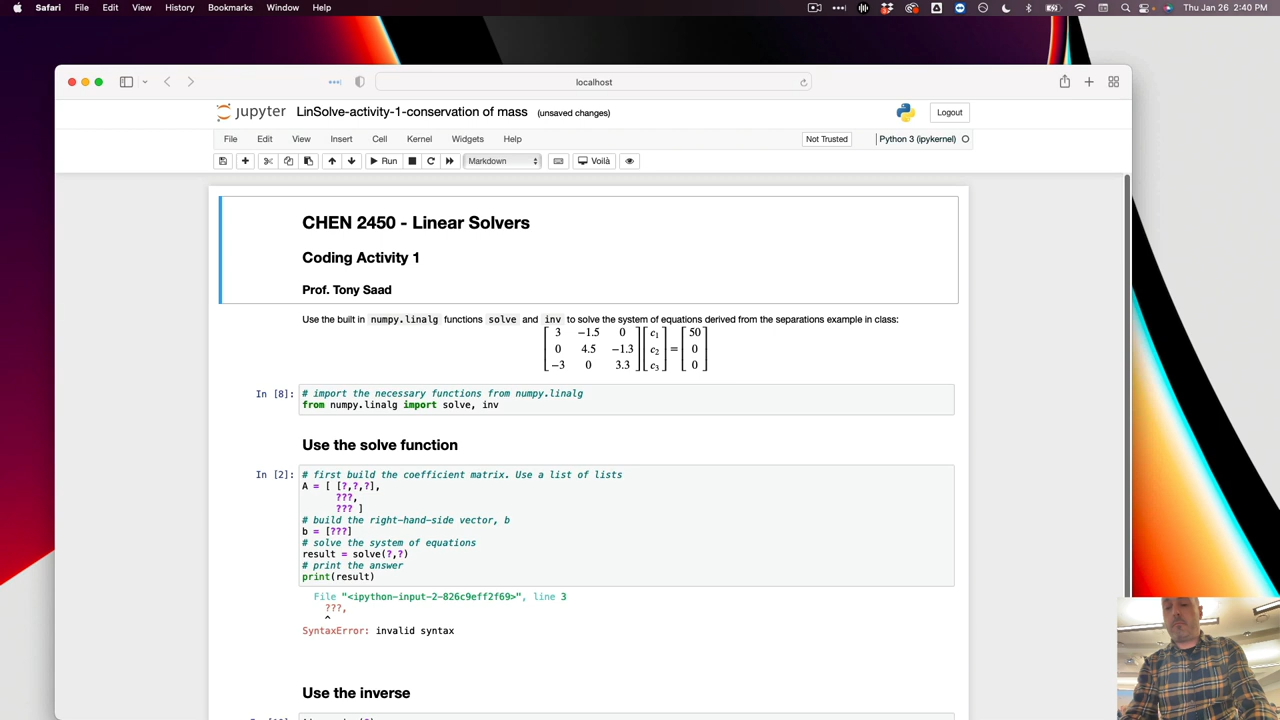 Safari File Edit View History Bookmarks Window Help Thu Jan 26 2:40 PM
localhost
jupyter LinSolve-activity-1-conservation of mass (unsaved changes) Logout
File Edit View Insert Cell Kernel Widgets Help Not Trusted Python 3 (ipykernel)
Run Markdown Voilà
CHEN 2450 - Linear Solvers
Coding Activity 1
Prof. Tony Saad
Use the built in numpy.linalg functions solve and inv to solve the system of equations derived from the separations example in class:
3 −1.5 0 c₁ 50
0 4.5 −1.3 c₂ = 0
−3 0 3.3 c₃ 0
In [8]: # import the necessary functions from numpy.linalg
from numpy.linalg import solve, inv
Use the solve function
In [2]: # first build the coefficient matrix. Use a list of lists
A = [ [?,?,?],
???,
??? ]
# build the right-hand-side vector, b
b = [???]
# solve the system of equations
result = solve(?,?)
# print the answer
print(result)
File "<ipython-input-2-826c9eff2f69>", line 3
???,
^
SyntaxError: invalid syntax
Use the inverse